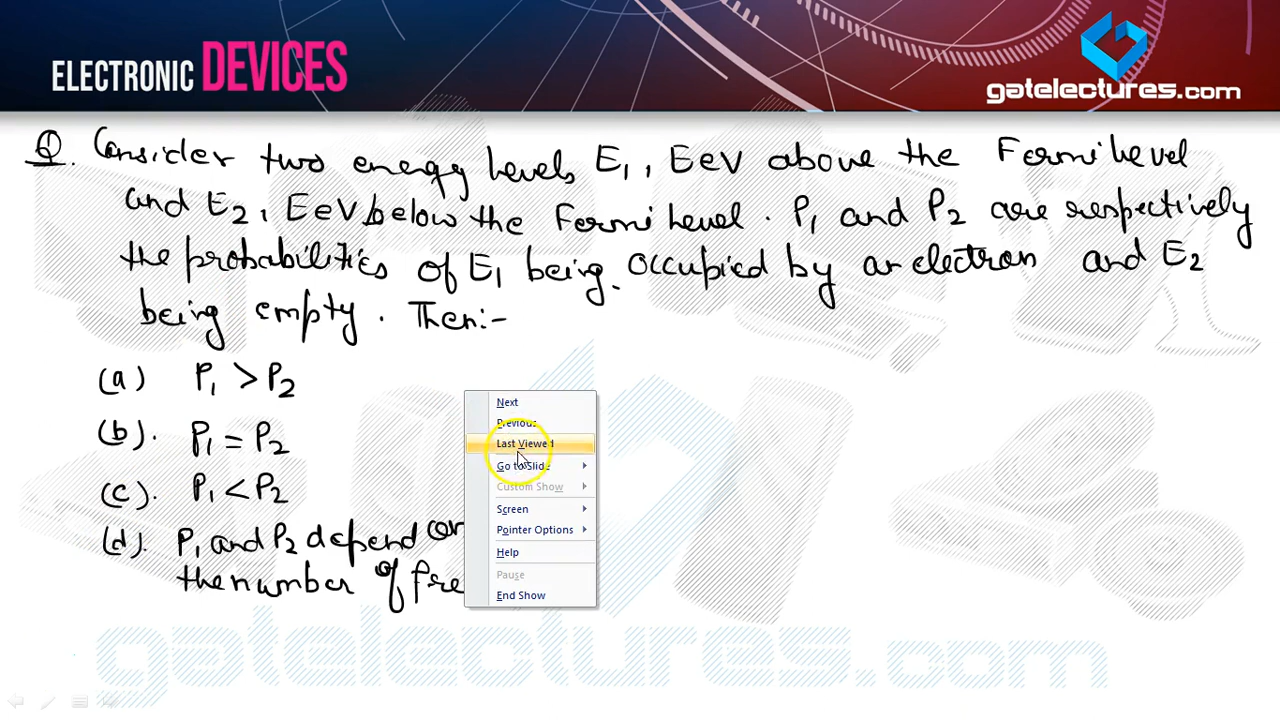 ELECTRONIC DEVICES
gatelectures.com
Q. Consider two energy levels E1, E eV above the Fermi level
and E2, E eV below the Fermi level. P1 and P2 are respectively
the probabilities of E1 being occupied by an electron and E2
being empty. Then:-
(a) P1 > P2
(b). P1 = P2
(c). P1 < P2
(d). P1 and P2 depend on
the number of fre
Next
Previous
Last Viewed
Go to Slide
Custom Show
Screen
Pointer Options
Help
Pause
End Show
gatelectures.com